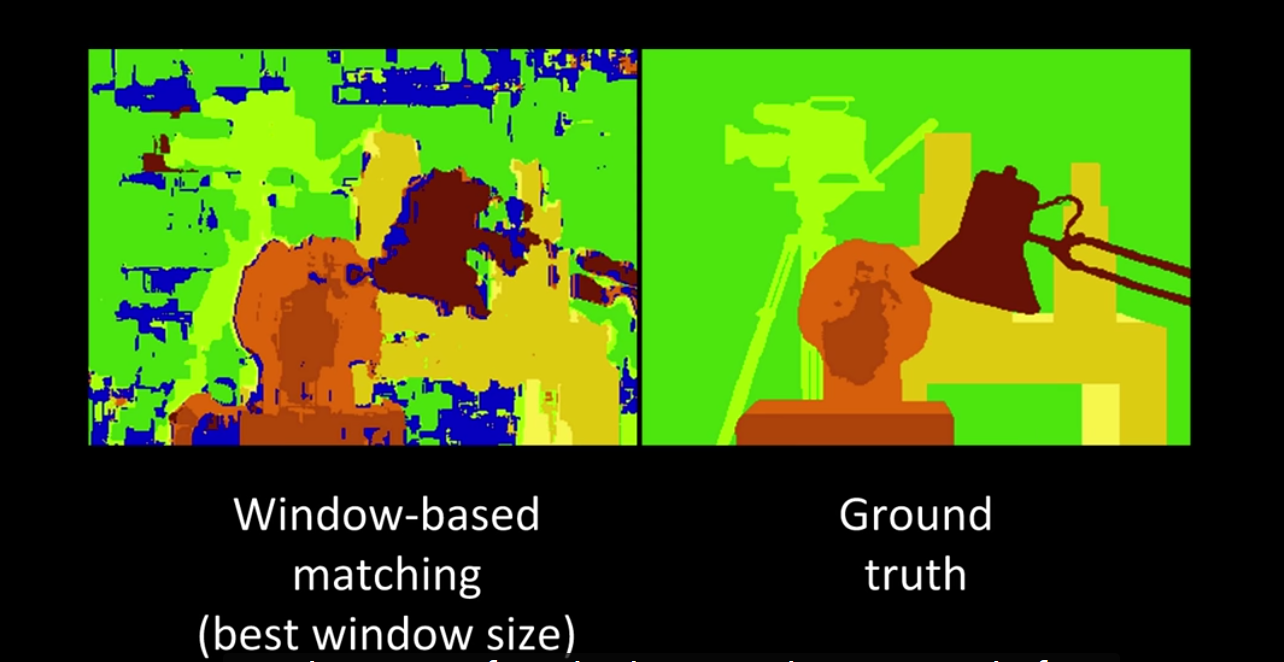 Window-based
matching
(best window size)
Ground
truth